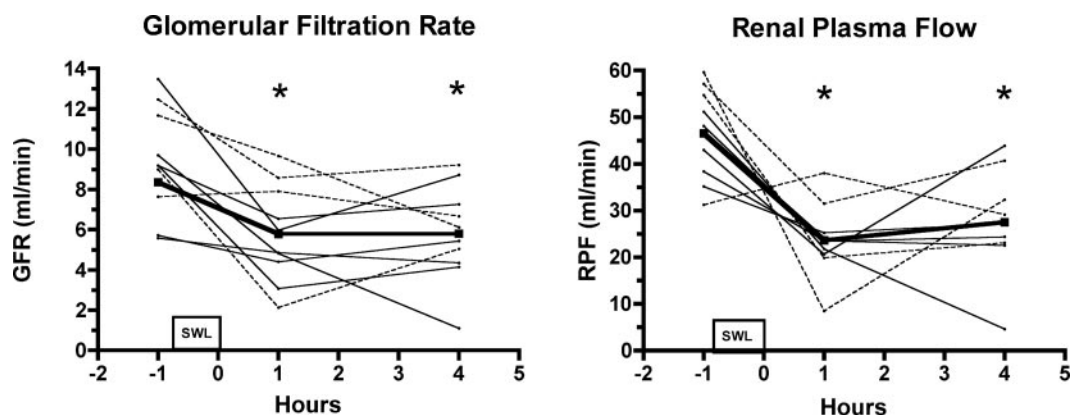 Glomerular Filtration Rate
14
12
10
8
6
4
2
0
GFR (ml/min)
* *
SWL
-2 -1 0 1 2 3 4 5
Hours
Renal Plasma Flow
60
50
40
30
20
10
0
RPF (ml/min)
* *
SWL
-2 -1 0 1 2 3 4 5
Hours